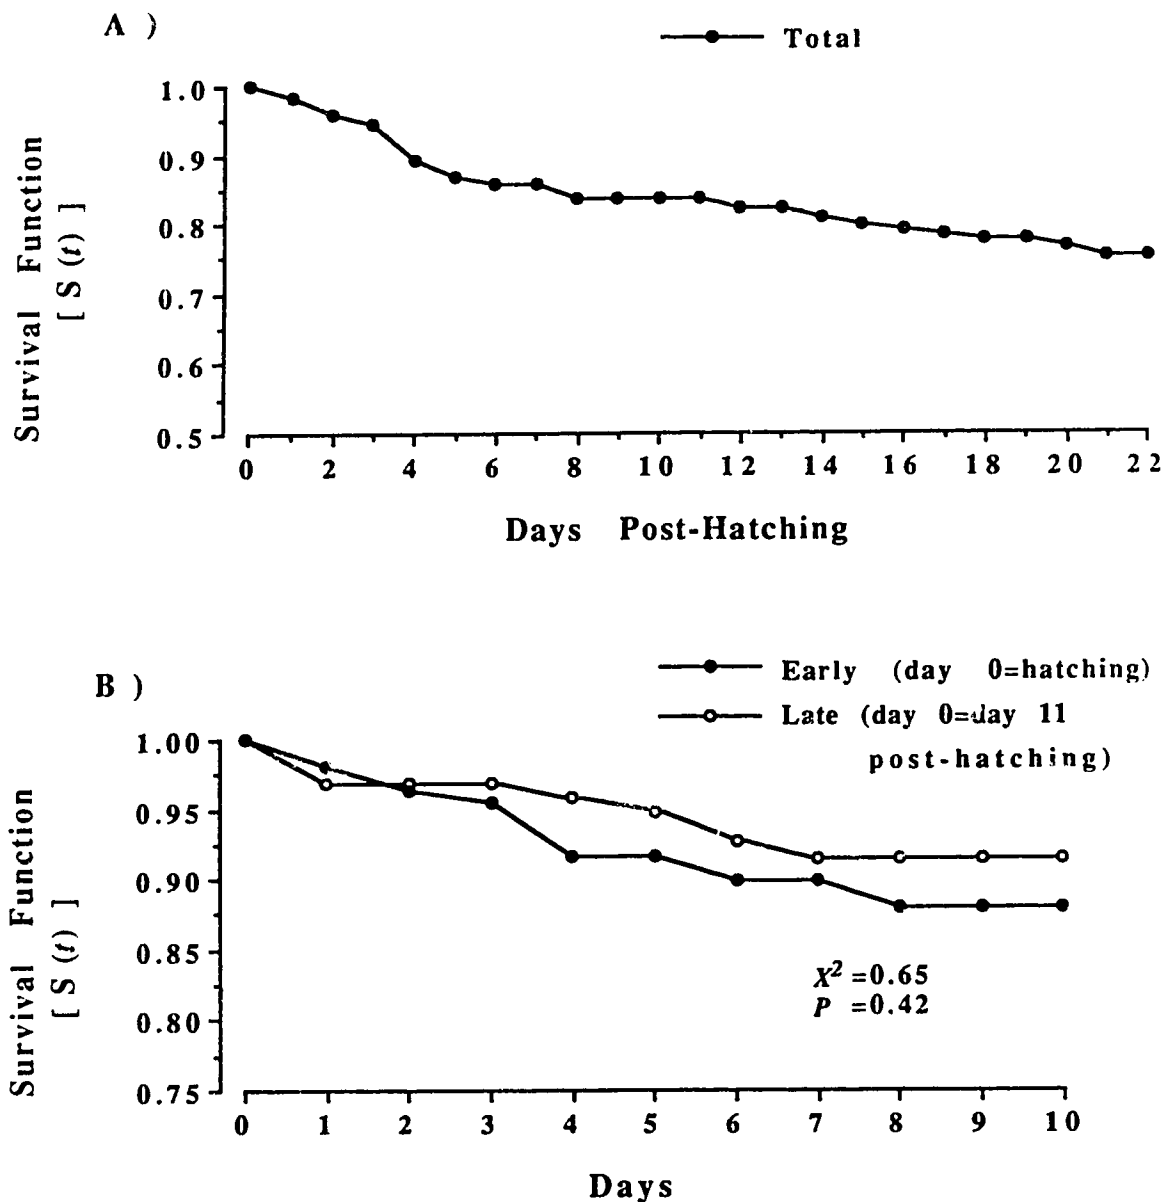 A )
Total
1.0
0.9
0.8
0.7
0.6
0.5
Survival Function
[ S (t) ]
0 2 4 6 8 10 12 14 16 18 20 22
Days Post-Hatching
B )
Early (day 0=hatching)
Late (day 0=day 11
post-hatching)
1.00
0.95
0.90
0.85
0.80
0.75
Survival Function
[ S (t) ]
X² =0.65
P =0.42
0 1 2 3 4 5 6 7 8 9 10
Days